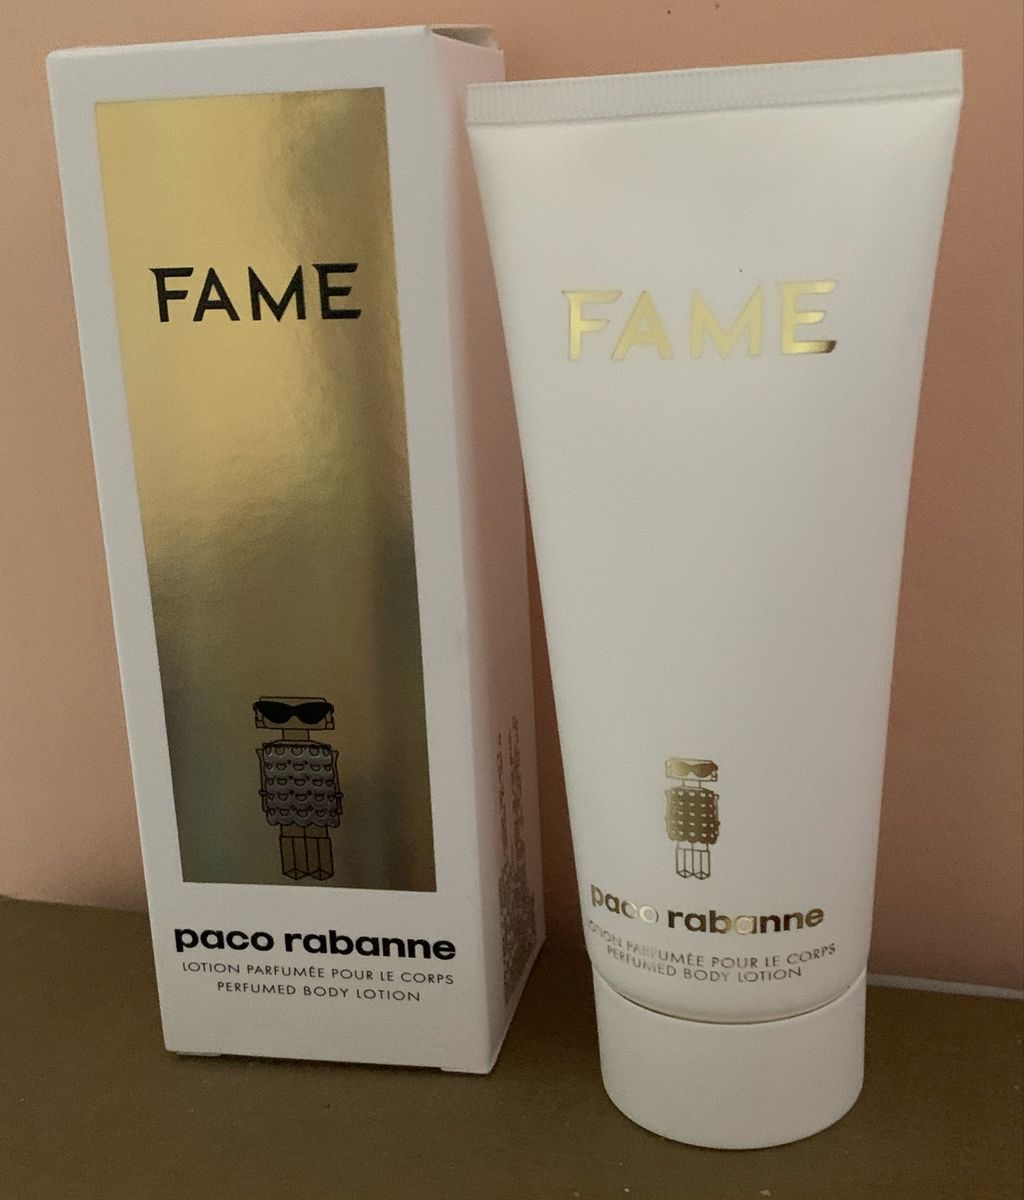 FAME
paco rabanne
LOTION PARFUMÉE POUR LE CORPS
PERFUMED BODY LOTION
FAME
paco rabanne
LOTION PARFUMÉE POUR LE CORPS
PERFUMED BODY LOTION